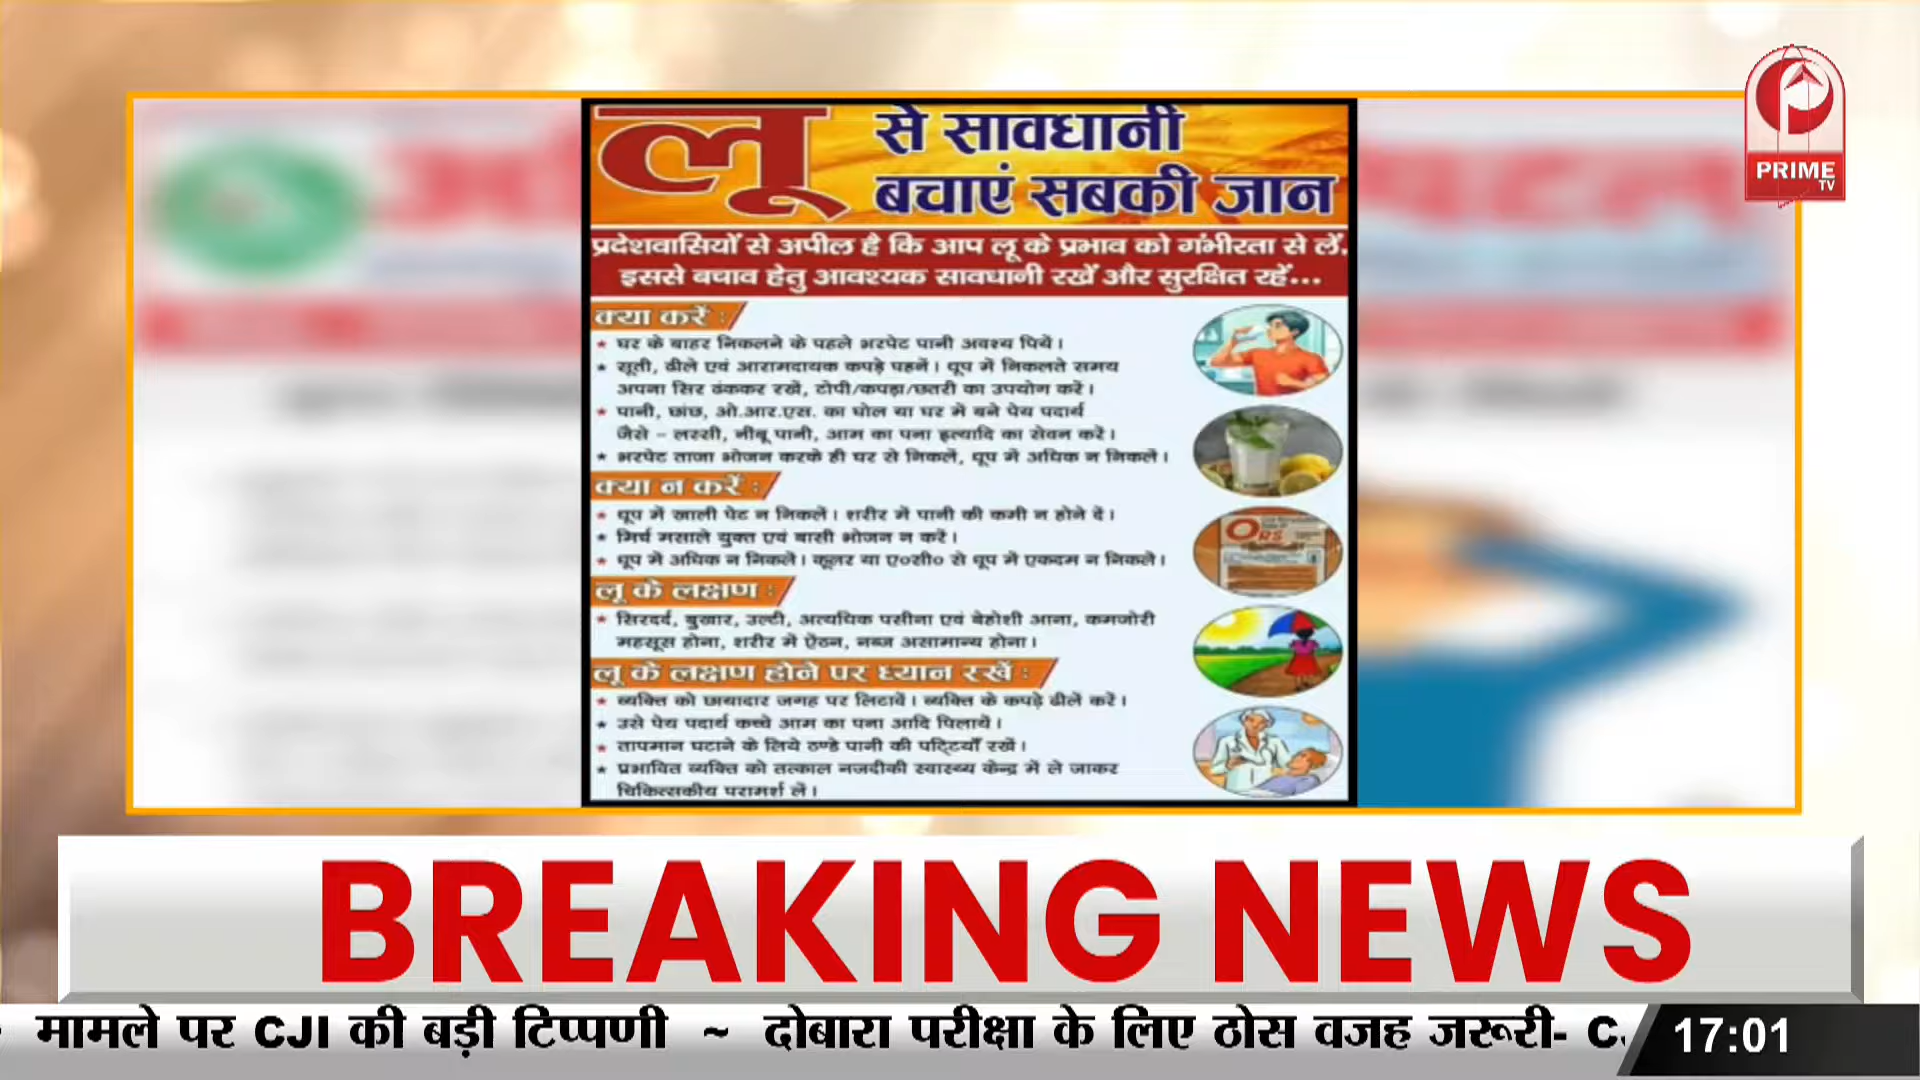 लू से सावधानी
बचाएं सबकी जान
प्रदेशवासियों से अपील है कि आप लू के प्रभाव को गंभीरता से लें,
इससे बचाव हेतु आवश्यक सावधानी रखें और सुरक्षित रहें...
क्या करें :
* घर के बाहर निकलने के पहले भरपेट पानी अवश्य पियें।
* सूती, ढीले एवं आरामदायक कपड़े पहनें। धूप में निकलते समय
अपना सिर ढंककर रखें, टोपी/कपड़ा/छतरी का उपयोग करें।
* पानी, छांछ, ओ.आर.एस. का घोल या घर में बने पेय पदार्थ
जैसे - लस्सी, नीबू पानी, आम का पना इत्यादि का सेवन करें।
* भरपेट ताजा भोजन करके ही घर से निकलें, धूप में अधिक न निकलें।
क्या न करें :
* धूप में खाली पेट न निकलें। शरीर में पानी की कमी न होने दें।
* मिर्च मसाले युक्त एवं बासी भोजन न करें।
* धूप में अधिक न निकलें। कूलर या ए०सी० से धूप में एकदम न निकलें।
लू के लक्षण :
* सिरदर्द, बुखार, उल्टी, अत्यधिक पसीना एवं बेहोशी आना, कमजोरी
महसूस होना, शरीर में ऐंठन, नब्ज असामान्य होना।
लू के लक्षण होने पर ध्यान रखें :
* व्यक्ति को छायादार जगह पर लिटावें। व्यक्ति के कपड़े ढीलें करें।
* उसे पेय पदार्थ कच्चे आम का पना आदि पिलायें।
* तापमान घटाने के लिये ठण्डे पानी की पट्टियाँ रखें।
* प्रभावित व्यक्ति को तत्काल नजदीकी स्वास्थ्य केन्द्र में ले जाकर
चिकित्सकीय परामर्श लें।
ORS
PRIME
TV
BREAKING NEWS
मामले पर CJI की बड़ी टिप्पणी ~ दोबारा परीक्षा के लिए ठोस वजह जरूरी-
17:01